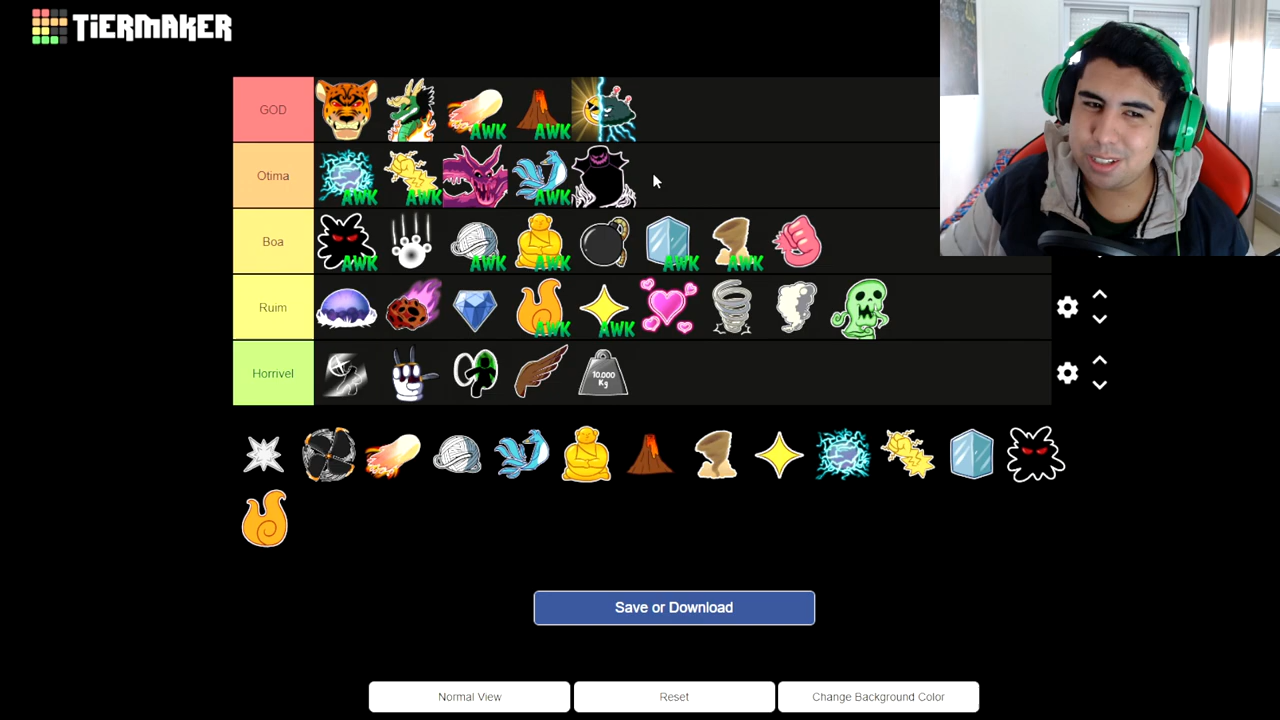 TIERMAKER
GOD
AWK AWK
Otima
AWK AWK AWK
Boa
AWK AWK AWK AWK AWK
Ruim
AWK AWK
Horrivel
10.000
Kg
Save or Download
Normal View Reset Change Background Color